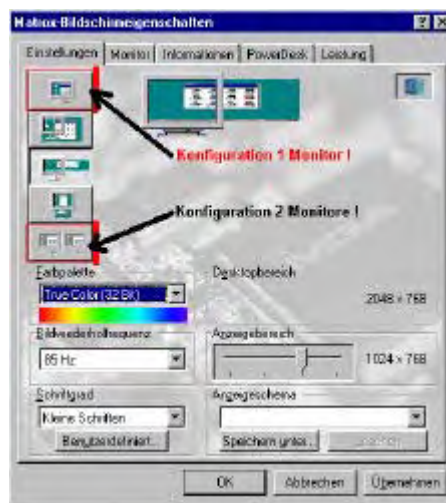 Matrox-Bildschirmeigenschaften
Einstellungen Monitor Informationen PowerDesk Leistung
Konfiguration 1 Monitor !
Konfiguration 2 Monitore !
Farbpalette
Desktopbereich
True Color (32 Bit)
2048 x 768
Bildwiederholfrequenz
Anzeigebereich
85 Hz
1024 x 768
Schriftgrad
Anzeigeschema
Kleine Schriften
Benutzerdefiniert...
Speichern unter...
OK Abbrechen Übernehmen